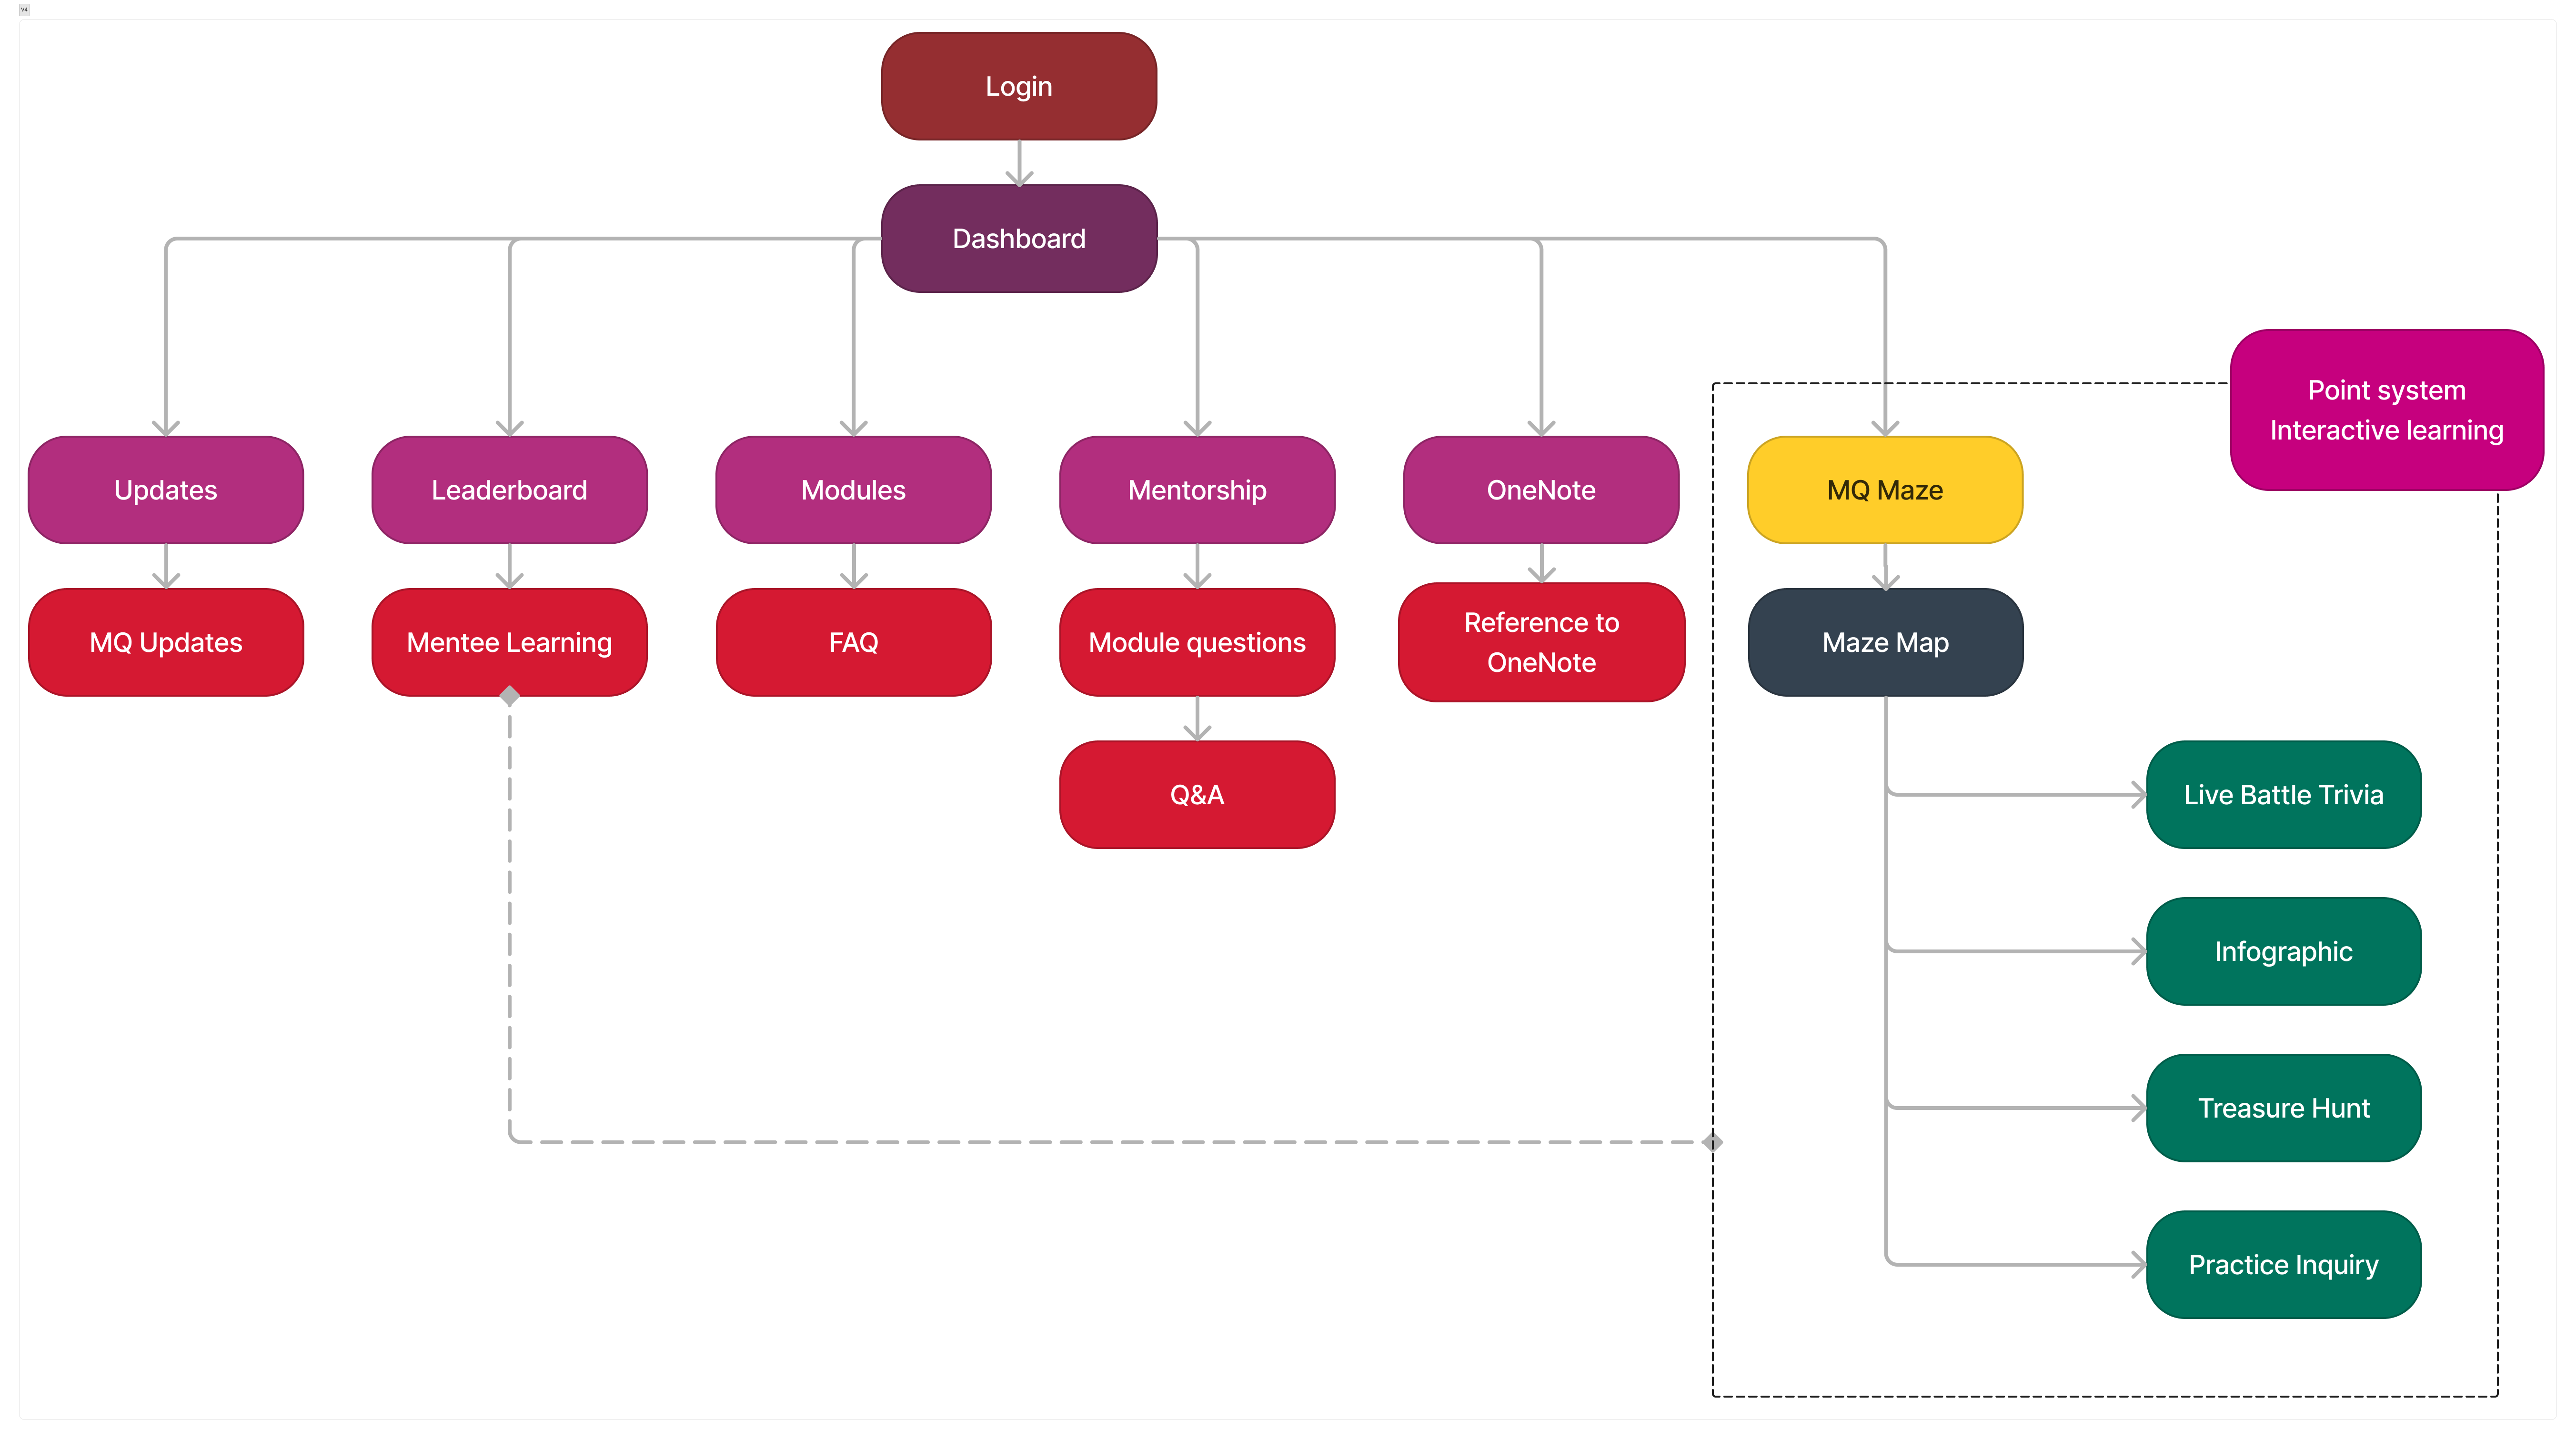 V4
Login
Dashboard
Point system
Interactive learning
Updates
Leaderboard
Modules
Mentorship
OneNote
MQ Maze
MQ Updates
Mentee Learning
FAQ
Module questions
Reference to
OneNote
Maze Map
Q&A
Live Battle Trivia
Infographic
Treasure Hunt
Practice Inquiry